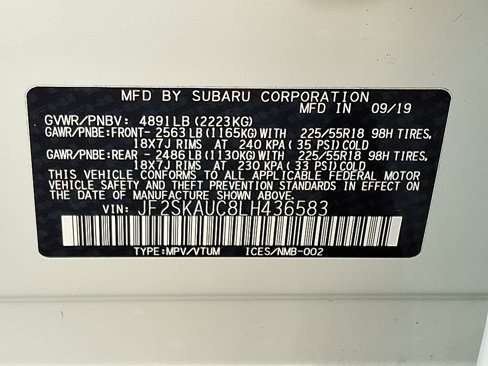 MFD BY SUBARU CORPORATION
MFD IN 09/19
GVWR/PNBV: 4891LB(2223KG)
GAWR/PNBE:FRONT- 2563LB(1165KG)WITH 225/55R18 98H TIRES,
18X7J RIMS AT 240 KPA(35 PSI)COLD
GAWR/PNBE:REAR - 2486LB(1130KG)WITH 225/55R18 98H TIRES,
18X7J RIMS AT 230 KPA(33 PSI)COLD
THIS VEHICLE CONFORMS TO ALL APPLICABLE FEDERAL MOTOR
VEHICLE SAFETY AND THEFT PREVENTION STANDARDS IN EFFECT ON
THE DATE OF MANUFACTURE SHOWN ABOVE.
VIN: JF2SKAUC8LH436583
TYPE:MPV/VTUM ICES/NMB-002